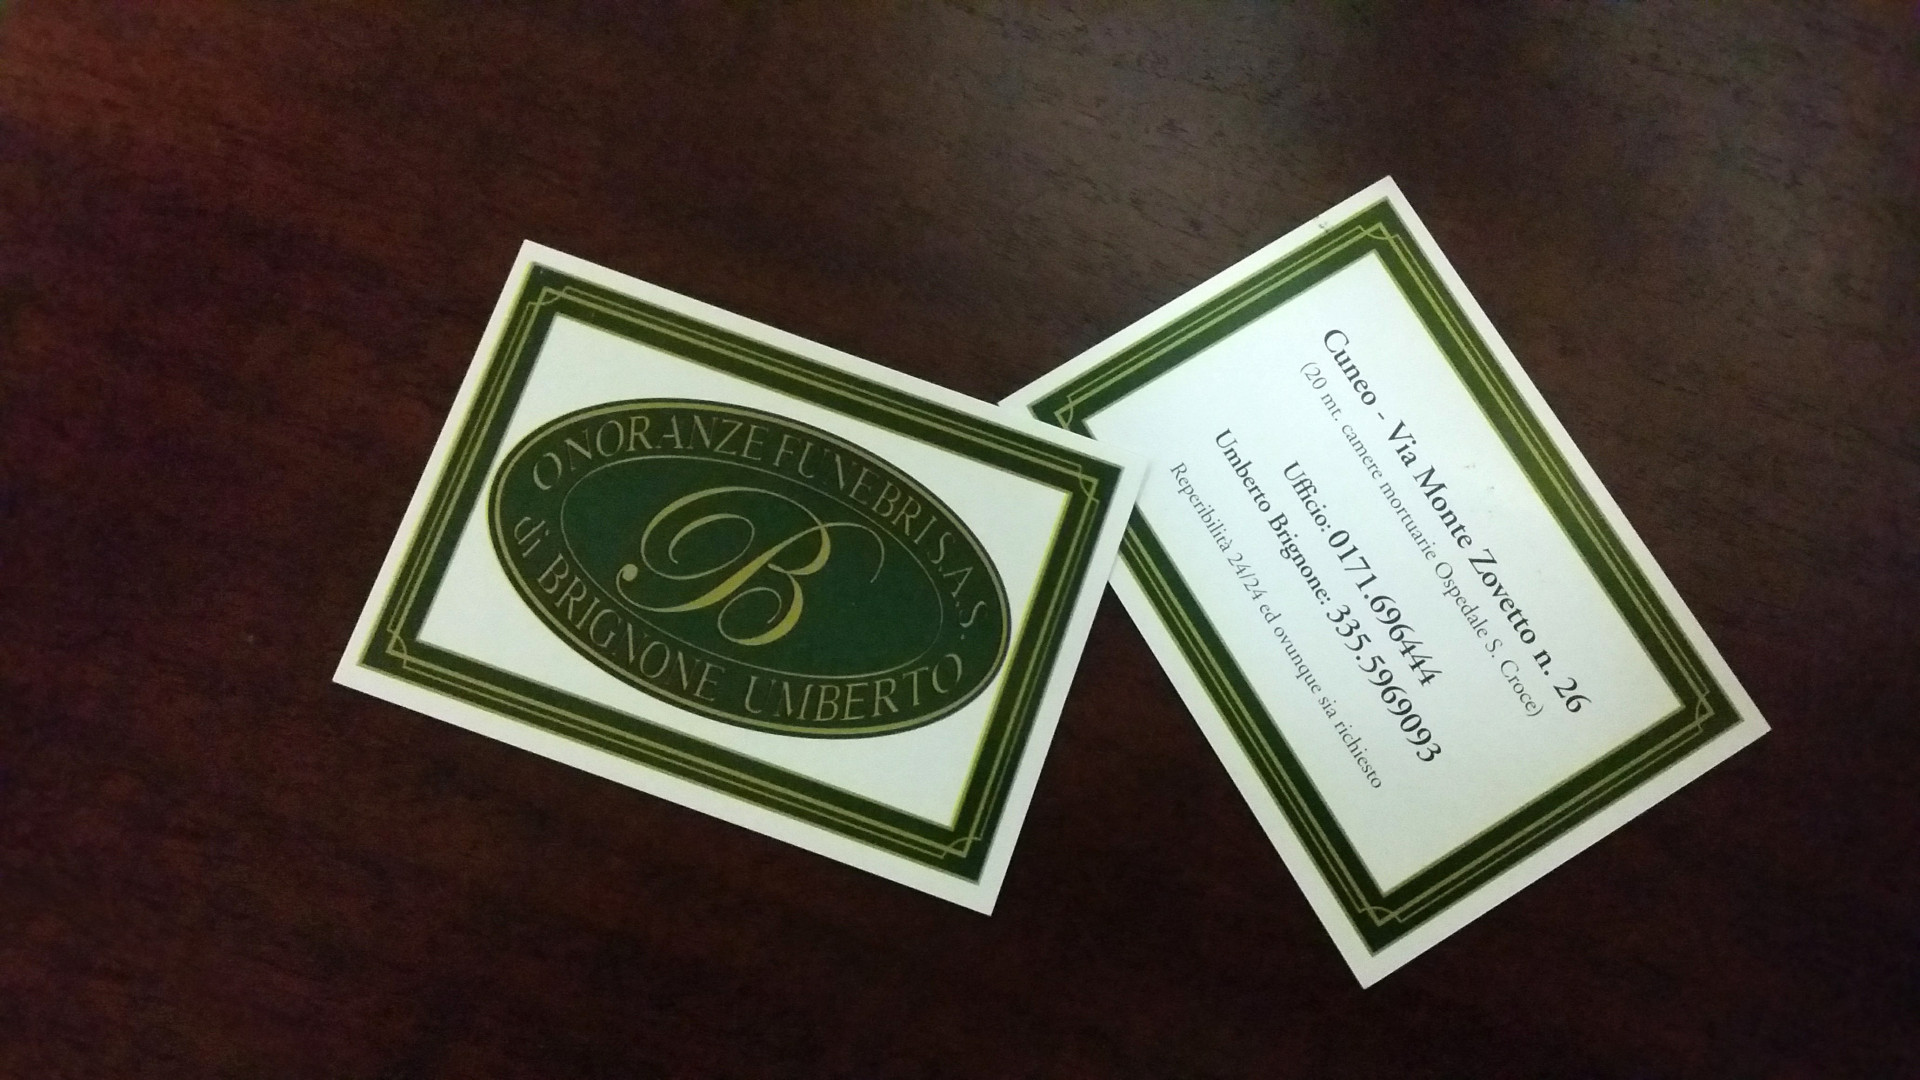 ONORANZE FUNEBRI S.A.S.
B
di BRIGNONE UMBERTO
Cuneo - Via Monte Zovetto n. 26
(20 mt. camere mortuarie Ospedale S. Croce)
Ufficio: 0171.696444
Umberto Brignone: 335.5969093
Reperibilità 24/24 ed ovunque sia richiesto